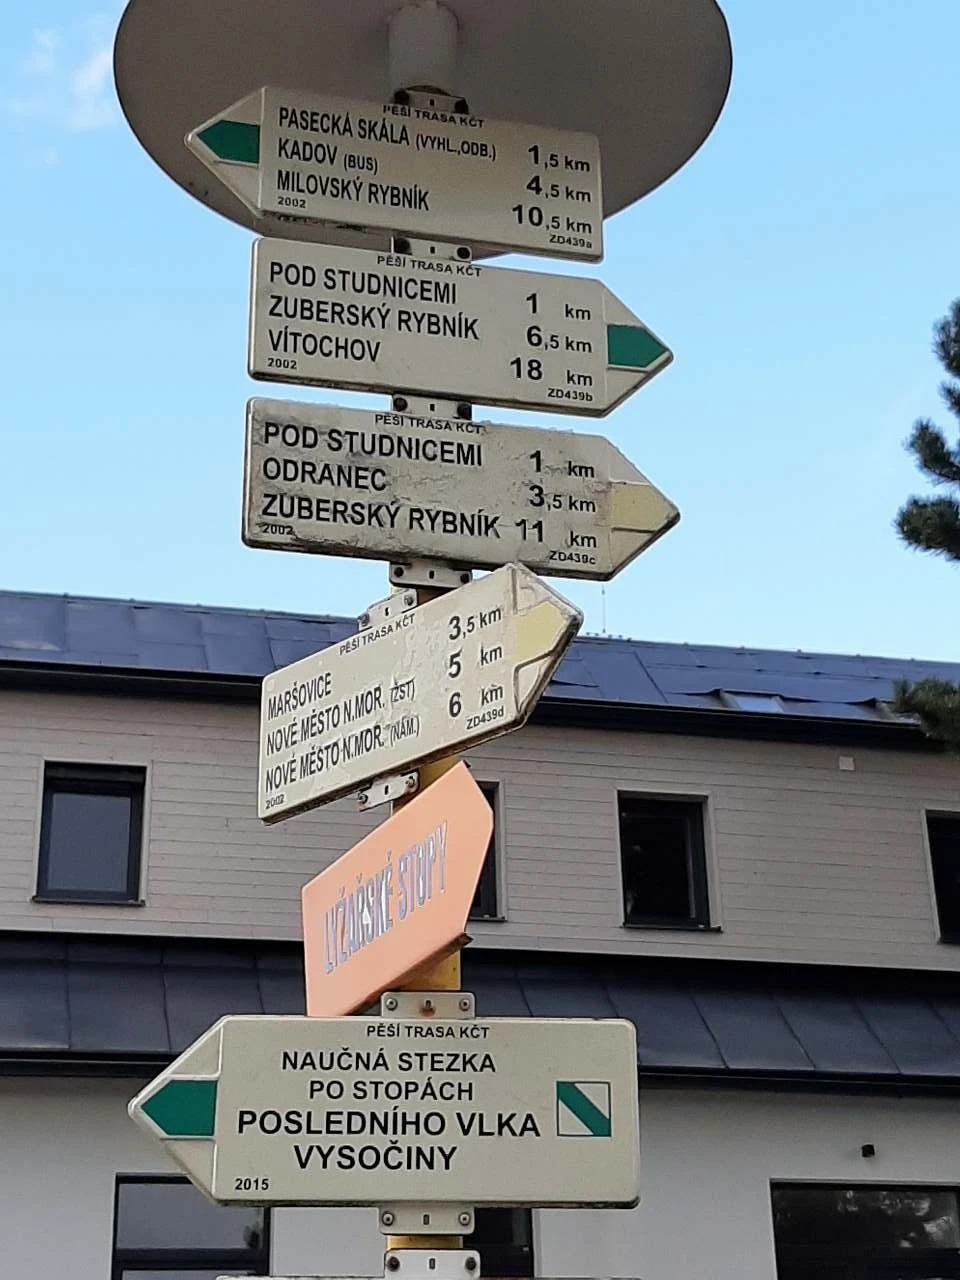 PĚŠÍ TRASA KČT
PASECKÁ SKÁLA (VYHL.,ODB.) 1,5 km
KADOV (BUS) 4,5 km
MILOVSKÝ RYBNÍK 10,5 km
2002 ZD439a
PĚŠÍ TRASA KČT
POD STUDNICEMI 1 km
ZUBERSKÝ RYBNÍK 6,5 km
VÍTOCHOV 18 km
2002 ZD439b
PĚŠÍ TRASA KČT
POD STUDNICEMI 1 km
ODRANEC 3,5 km
ZUBERSKÝ RYBNÍK 11 km
2002 ZD439c
PĚŠÍ TRASA KČT
MARŠOVICE 3,5 km
NOVÉ MĚSTO N.MOR. (ŽST) 5 km
NOVÉ MĚSTO N.MOR. (NÁM.) 6 km
2002 ZD439d
LYŽAŘSKÉ STOPY
PĚŠÍ TRASA KČT
NAUČNÁ STEZKA
PO STOPÁCH
POSLEDNÍHO VLKA
VYSOČINY
2015